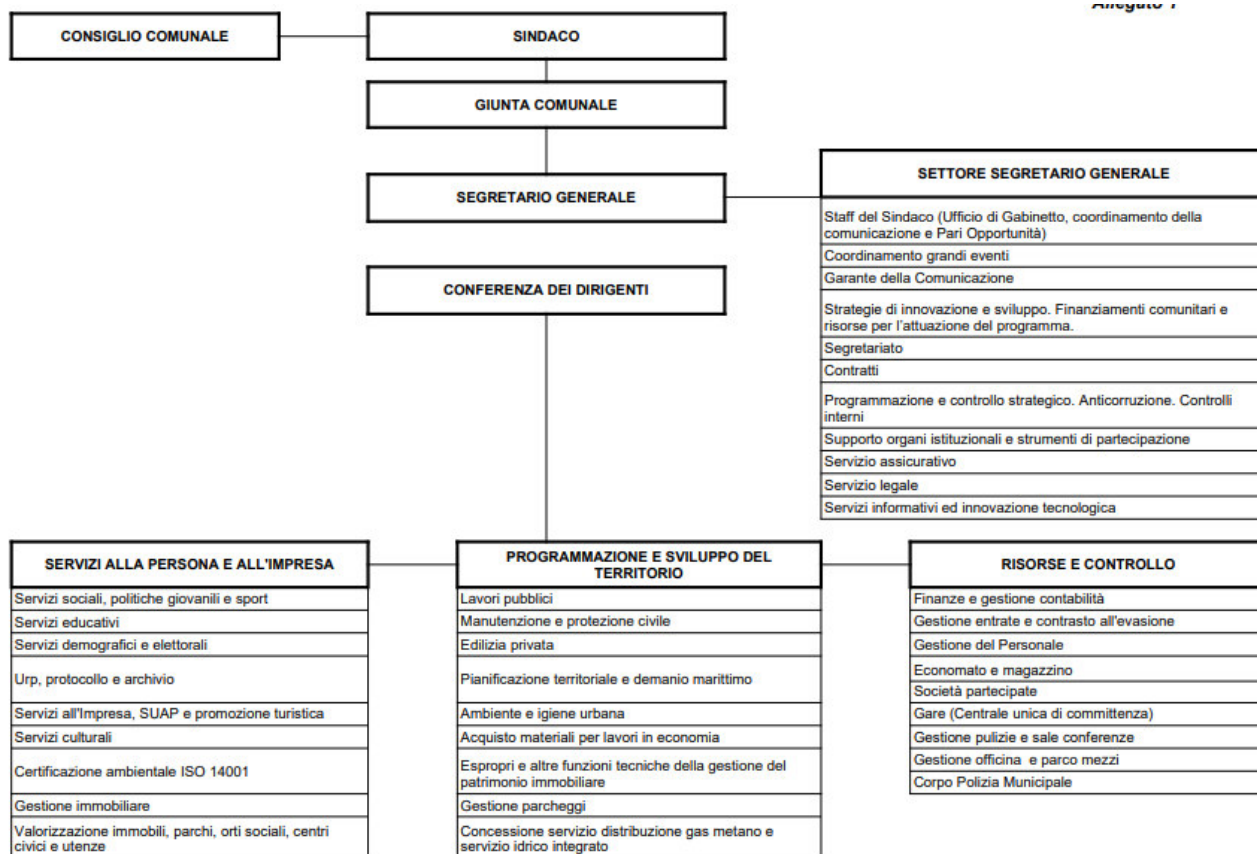 Allegato 1
CONSIGLIO COMUNALE
SINDACO
GIUNTA COMUNALE
SEGRETARIO GENERALE
SETTORE SEGRETARIO GENERALE
Staff del Sindaco (Ufficio di Gabinetto, coordinamento della
comunicazione e Pari Opportunità)
Coordinamento grandi eventi
Garante della Comunicazione
Strategie di innovazione e sviluppo. Finanziamenti comunitari e
risorse per l'attuazione del programma.
Segretariato
Contratti
Programmazione e controllo strategico. Anticorruzione. Controlli
interni
Supporto organi istituzionali e strumenti di partecipazione
Servizio assicurativo
Servizio legale
Servizi informativi ed innovazione tecnologica
CONFERENZA DEI DIRIGENTI
SERVIZI ALLA PERSONA E ALL'IMPRESA
Servizi sociali, politiche giovanili e sport
Servizi educativi
Servizi demografici e elettorali
Urp, protocollo e archivio
Servizi all'Impresa, SUAP e promozione turistica
Servizi culturali
Certificazione ambientale ISO 14001
Gestione immobiliare
Valorizzazione immobili, parchi, orti sociali, centri
civici e utenze
PROGRAMMAZIONE E SVILUPPO DEL
TERRITORIO
Lavori pubblici
Manutenzione e protezione civile
Edilizia privata
Pianificazione territoriale e demanio marittimo
Ambiente e igiene urbana
Acquisto materiali per lavori in economia
Espropri e altre funzioni tecniche della gestione del
patrimonio immobiliare
Gestione parcheggi
Concessione servizio distribuzione gas metano e
servizio idrico integrato
RISORSE E CONTROLLO
Finanze e gestione contabilità
Gestione entrate e contrasto all'evasione
Gestione del Personale
Economato e magazzino
Società partecipate
Gare (Centrale unica di committenza)
Gestione pulizie e sale conferenze
Gestione officina e parco mezzi
Corpo Polizia Municipale